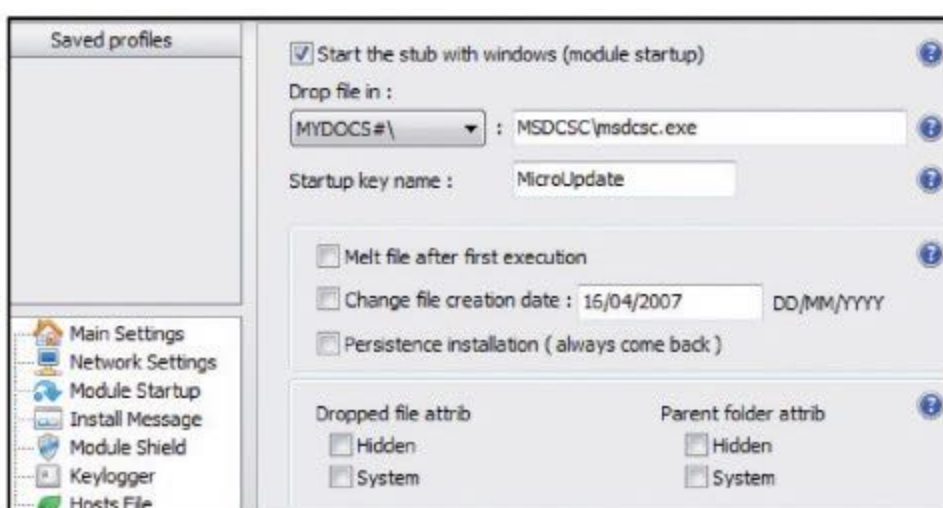 Saved profiles
Start the stub with windows (module startup)
Drop file in :
MYDOCS#\ : MSDCSC\msdcsc.exe
Startup key name : MicroUpdate
Melt file after first execution
Change file creation date : 16/04/2007 DD/MM/YYYY
Persistence installation ( always come back )
Dropped file attrib Parent folder attrib
Hidden Hidden
System System
Main Settings
Network Settings
Module Startup
Install Message
Module Shield
Keylogger
Hosts File